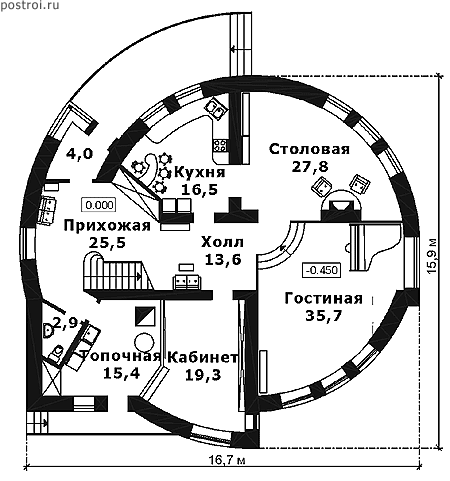 postroi.ru
4,0
Кухня
16,5
Столовая
27,8
0.000
Прихожая
25,5
Холл
13,6
-0.450
Гостиная
35,7
15,9 м
2,9
Топочная
15,4
Кабинет
19,3
16,7 м